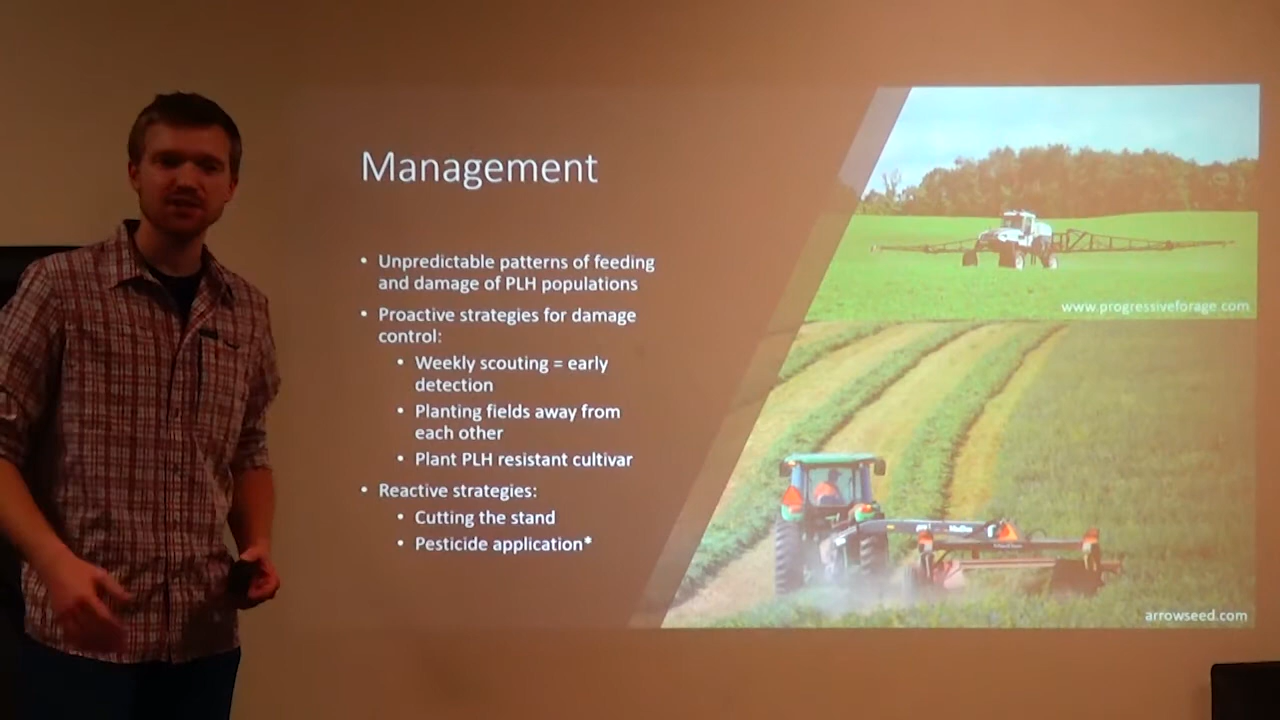 Management
• Unpredictable patterns of feeding
and damage of PLH populations
• Proactive strategies for damage
control:
• Weekly scouting = early
detection
• Planting fields away from
each other
• Plant PLH resistant cultivar
• Reactive strategies:
• Cutting the stand
• Pesticide application*
www.progressiveforage.com
arrowseed.com